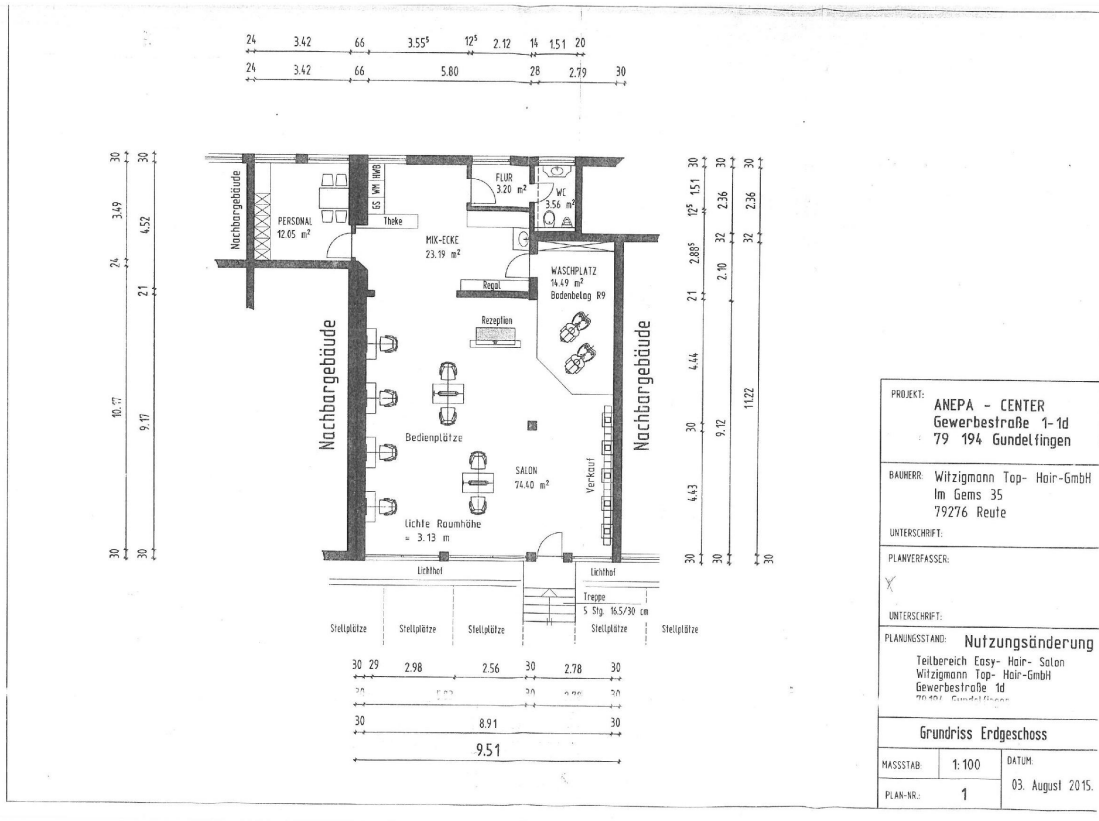 24 3.42 66 3.55⁵ 12⁵ 2.12 14 1.51 20
24 3.42 66 5.80 28 2.79 30
30 3.49 24 10.17 30
30 4.52 21 9.17 30
Nachbargebäude
PERSONAL
12.05 m²
GS WM HWB
Theke
FLUR
3.20 m²
WC
3.56 m²
MIX-ECKE
23.19 m²
Regal
WASCHPLATZ
14.49 m²
Bodenbelag R9
Rezeption
Nachbargebäude
Nachbargebäude
Bedienplätze
SALON
74.40 m²
Verkauf
lichte Raumhöhe
= 3.13 m
30 1.51 12⁵ 2.88⁵ 21 4.44 30 4.43 30
30 2.36 32 2.10 9.12 30
30 2.36 32 11.22 30
Lichthof
Lichthof
Treppe
5 Stg. 16.5/30 cm
Stellplätze Stellplätze Stellplätze Stellplätze Stellplätze
30 29 2.98 2.56 30 2.78 30
30 30 30
30 8.91 30
9.51
PROJEKT:
ANEPA - CENTER
Gewerbestraße 1-1d
79 194 Gundelfingen
BAUHERR: Witzigmann Top- Hair-GmbH
Im Gems 35
79276 Reute
UNTERSCHRIFT:
PLANVERFASSER:
UNTERSCHRIFT:
PLANUNGSSTAND: Nutzungsänderung
Teilbereich Easy- Hair- Salon
Witzigmann Top- Hair-GmbH
Gewerbestraße 1d
Grundriss Erdgeschoss
MASSSTAB: 1:100 DATUM:
03. August 2015.
PLAN-NR.: 1